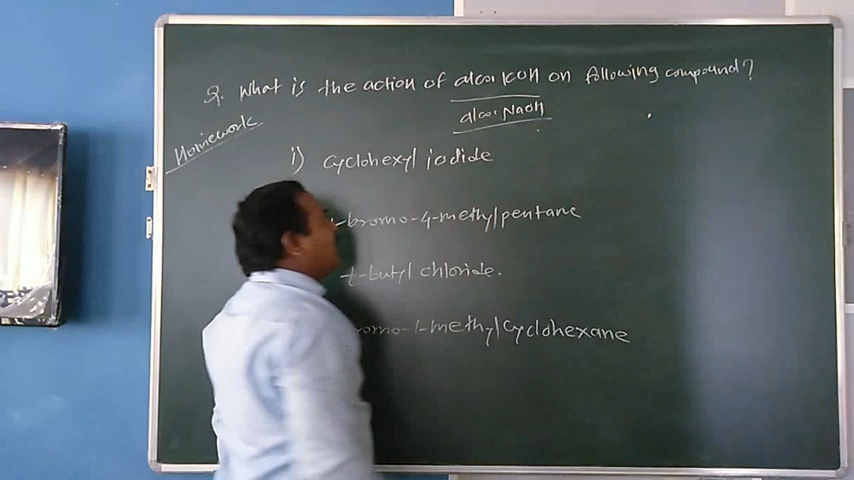 Q. What is the action of alco. KOH on following compound?
alco. NaOH
Homework
i) cyclohexyl iodide
-bromo-4-methylpentane
t-butyl chloride.
romo-1-methylcyclohexane